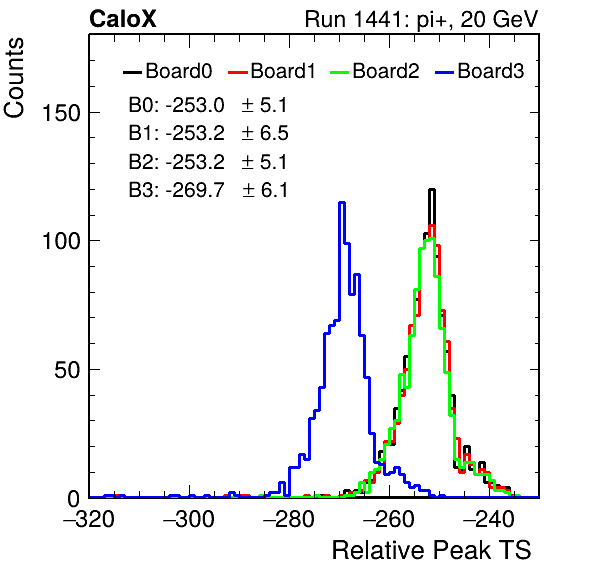 CaloX Run 1441: pi+, 20 GeV
Counts
Board0 Board1 Board2 Board3
B0: -253.0 ± 5.1
B1: -253.2 ± 6.5
B2: -253.2 ± 5.1
B3: -269.7 ± 6.1
150
100
50
0
−320 −300 −280 −260 −240
Relative Peak TS